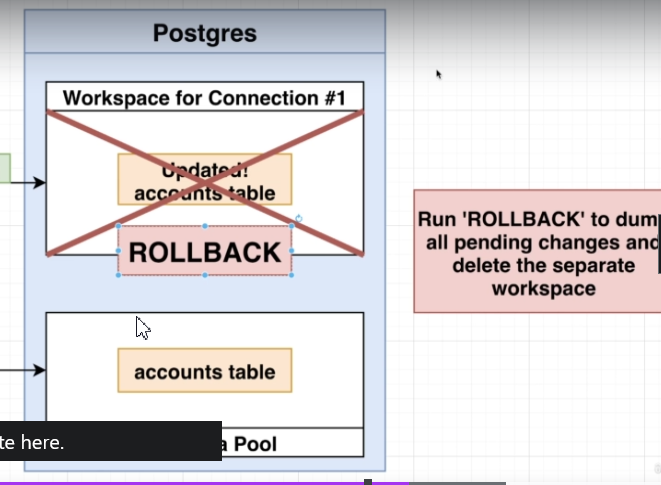 Postgres
Workspace for Connection #1
Updated!
accounts table
ROLLBACK
Run 'ROLLBACK' to dump
all pending changes and
delete the separate
workspace
accounts table
te here.
a Pool